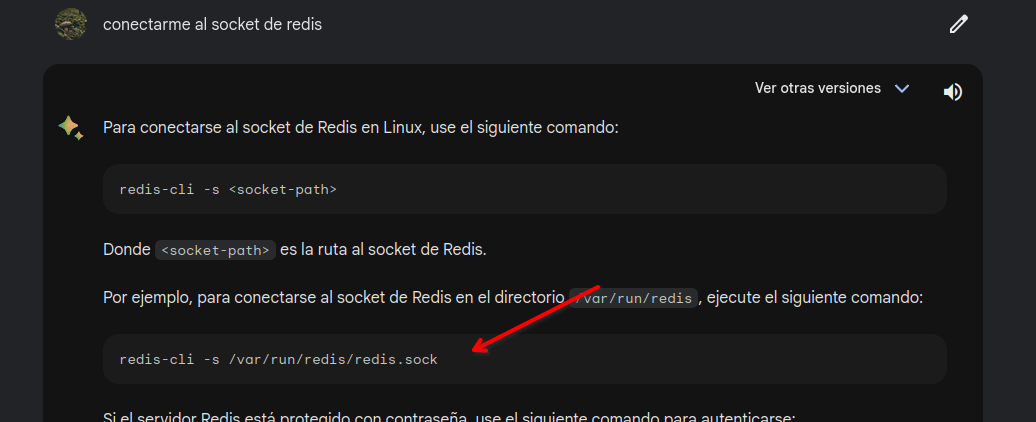 conectarme al socket de redis
Ver otras versiones
Para conectarse al socket de Redis en Linux, use el siguiente comando:
redis-cli -s <socket-path>
Donde <socket-path> es la ruta al socket de Redis.
Por ejemplo, para conectarse al socket de Redis en el directorio /var/run/redis, ejecute el siguiente comando:
redis-cli -s /var/run/redis/redis.sock
Si el servidor Redis está protegido con contraseña, use el siguiente comando para autenticarse: